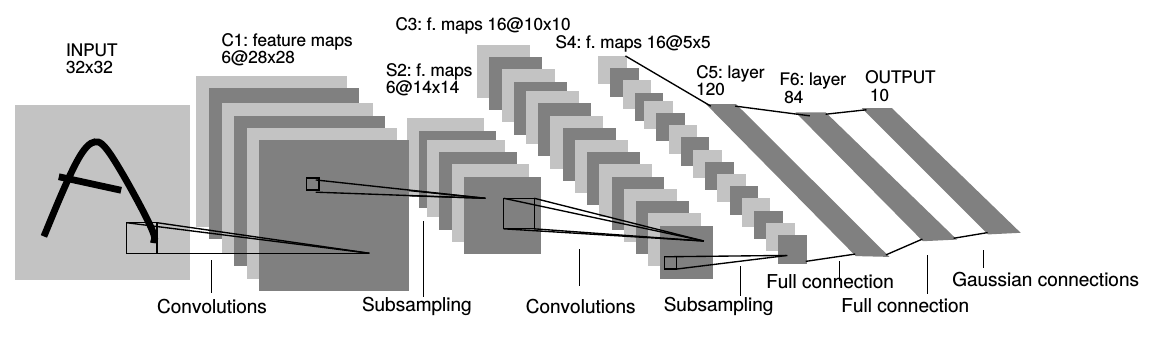 INPUT
32x32
C1: feature maps
6@28x28
S2: f. maps
6@14x14
C3: f. maps 16@10x10
S4: f. maps 16@5x5
C5: layer
120
F6: layer
84
OUTPUT
10
Convolutions
Subsampling
Convolutions
Subsampling
Full connection
Full connection
Gaussian connections